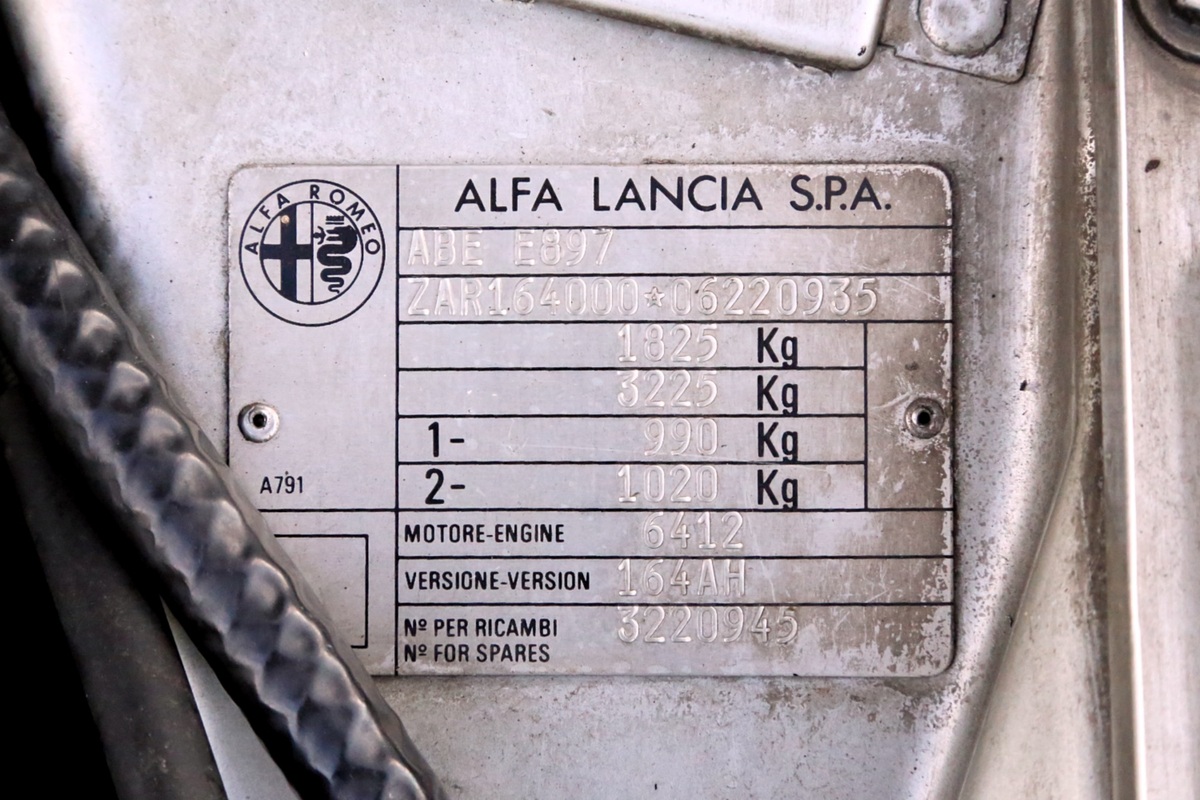 ALFA ROMEO
ALFA LANCIA S.P.A.
ABE E897
ZAR164000*06220935
1825 Kg
3225 Kg
1- 990 Kg
2- 1020 Kg
A791
MOTORE-ENGINE 6412
VERSIONE-VERSION 164AH
Nº PER RICAMBI 3220945
Nº FOR SPARES